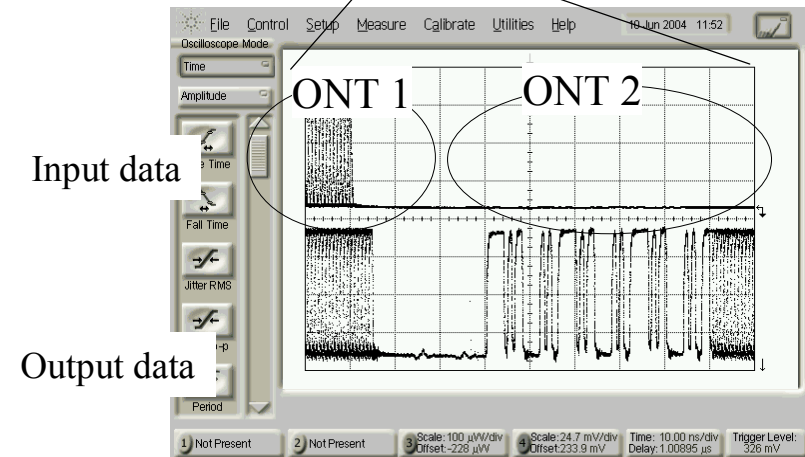 File Control Setup Measure Calibrate Utilities Help 10 Jun 2004 11:52
Oscilloscope Mode
Time
Amplitude
ONT 1
ONT 2
Input data
Time
Fall Time
Jitter RMS
Output data
Period
1 Not Present
2 Not Present
3 Scale: 100 µW/div
Offset:-228 µW
4 Scale: 24.7 mV/div
Offset:233.9 mV
Time: 10.00 ns/div
Delay: 1.00895 µs
Trigger Level:
326 mV